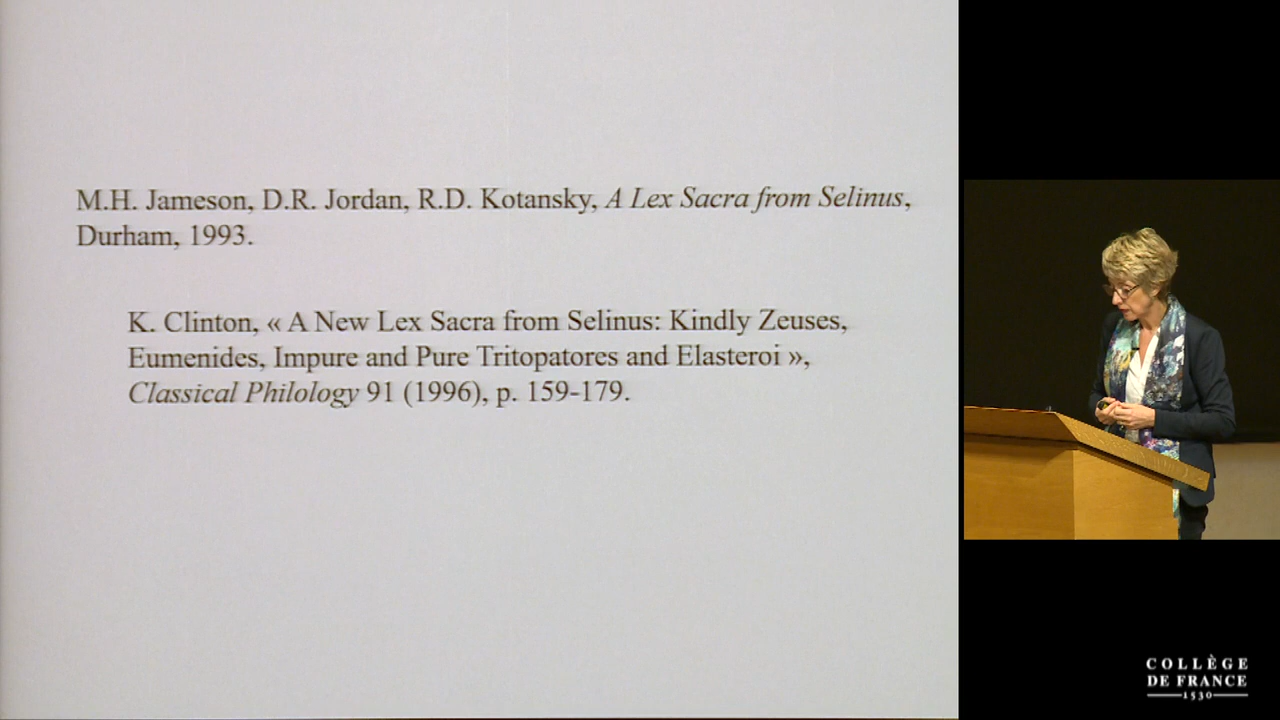 M.H. Jameson, D.R. Jordan, R.D. Kotansky, A Lex Sacra from Selinus,
Durham, 1993.
K. Clinton, « A New Lex Sacra from Selinus: Kindly Zeuses,
Eumenides, Impure and Pure Tritopatores and Elasteroi »,
Classical Philology 91 (1996), p. 159-179.
COLLÈGE
DE FRANCE
1530